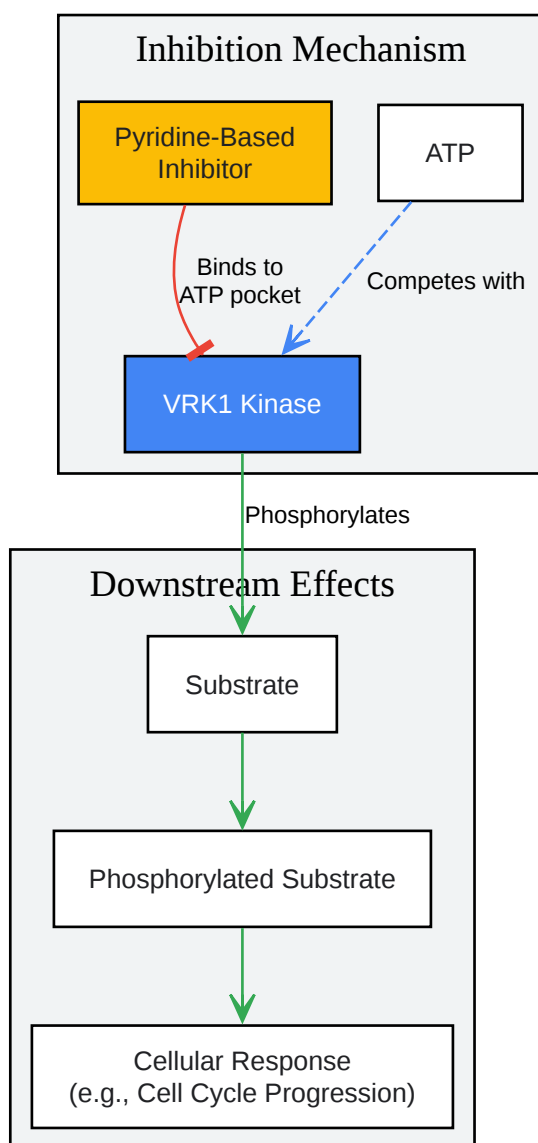 Inhibition Mechanism
Pyridine-Based
Inhibitor
ATP
Binds to
ATP pocket
Competes with
VRK1 Kinase
Phosphorylates
Downstream Effects
Substrate
Phosphorylated Substrate
Cellular Response
(e.g., Cell Cycle Progression)